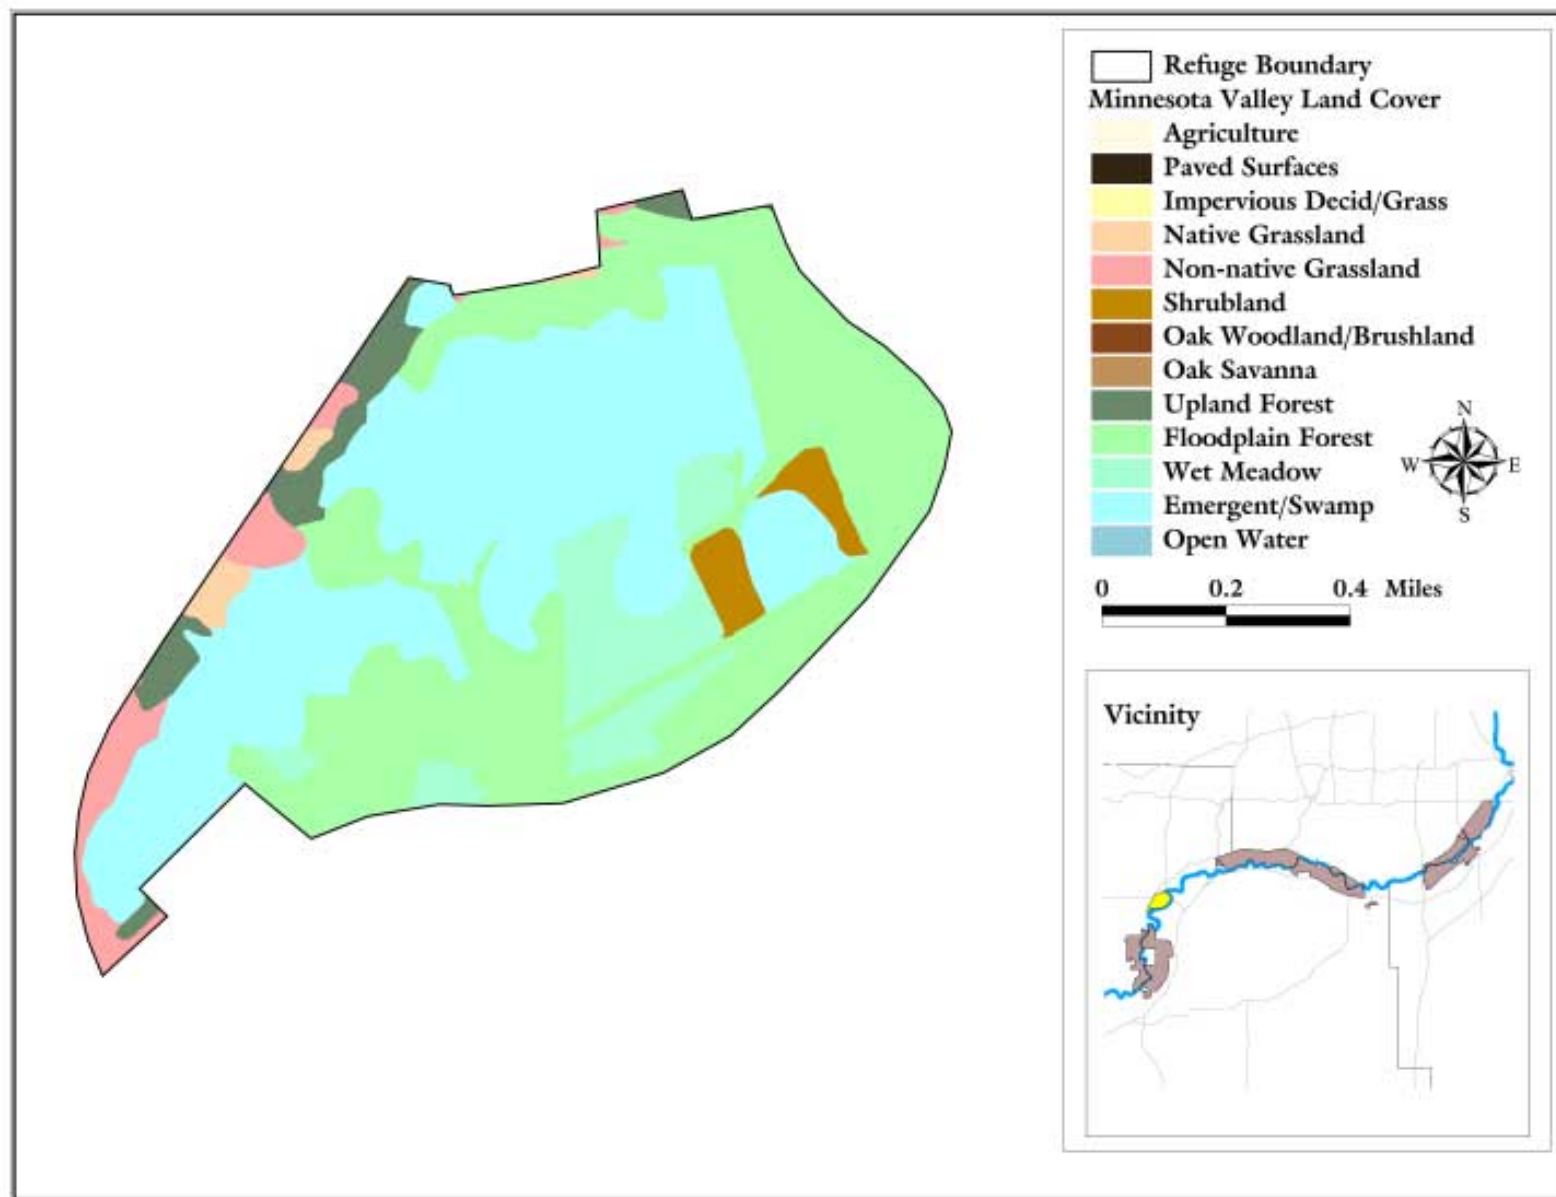 Refuge Boundary
Minnesota Valley Land Cover
Agriculture
Paved Surfaces
Impervious Decid/Grass
Native Grassland
Non-native Grassland
Shrubland
Oak Woodland/Brushland
Oak Savanna
Upland Forest
Floodplain Forest
Wet Meadow
Emergent/Swamp
Open Water
N
W E
S
0 0.2 0.4 Miles
Vicinity